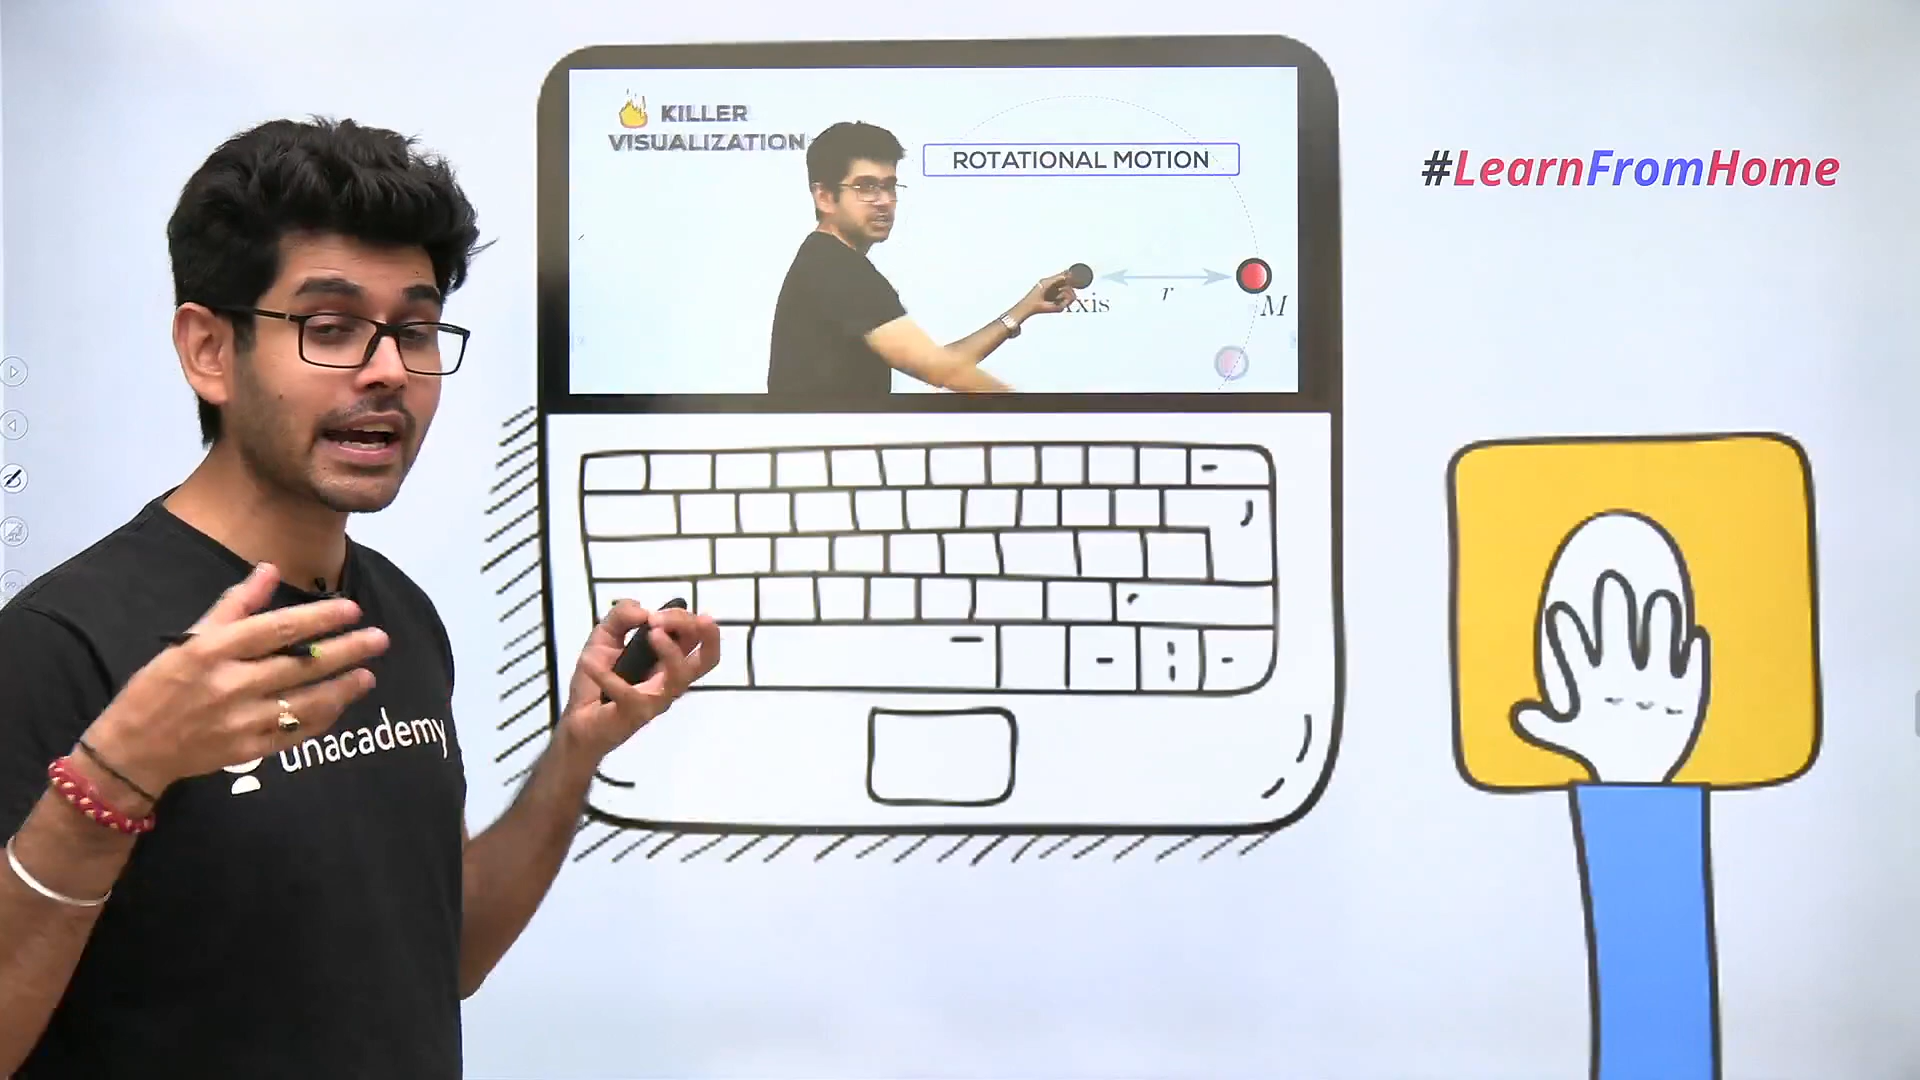 KILLER
VISUALIZATION
ROTATIONAL MOTION
#LearnFromHome
r
M
unacademy